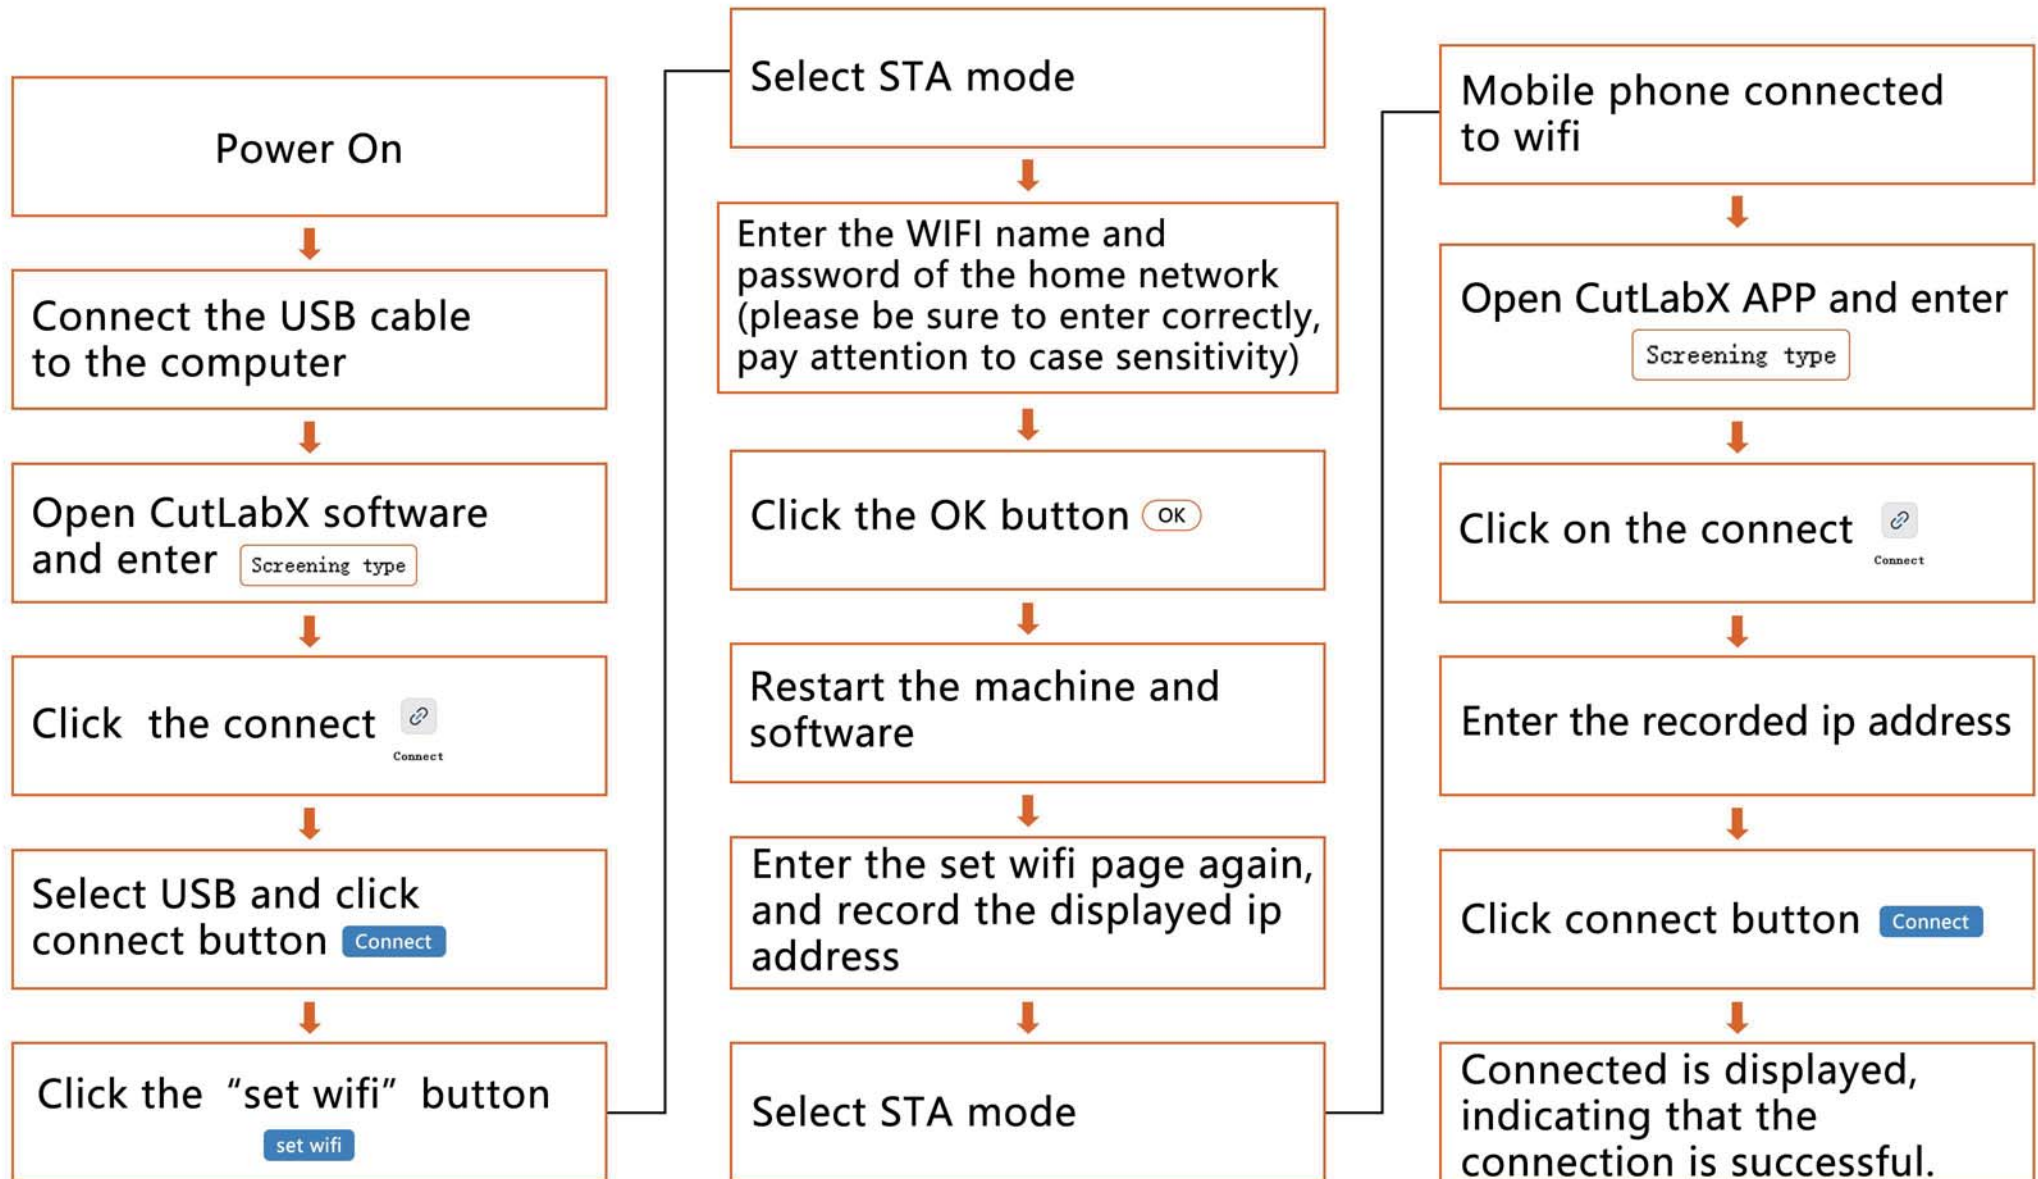 Power On
Connect the USB cable
to the computer
Open CutLabX software
and enter Screening type
Click the connect
Connect
Select USB and click
connect button Connect
Click the “set wifi” button
set wifi
Select STA mode
Enter the WIFI name and
password of the home network
(please be sure to enter correctly,
pay attention to case sensitivity)
Click the OK button OK
Restart the machine and
software
Enter the set wifi page again,
and record the displayed ip
address
Select STA mode
Mobile phone connected
to wifi
Open CutLabX APP and enter
Screening type
Click on the connect
Connect
Enter the recorded ip address
Click connect button Connect
Connected is displayed,
indicating that the
connection is successful.